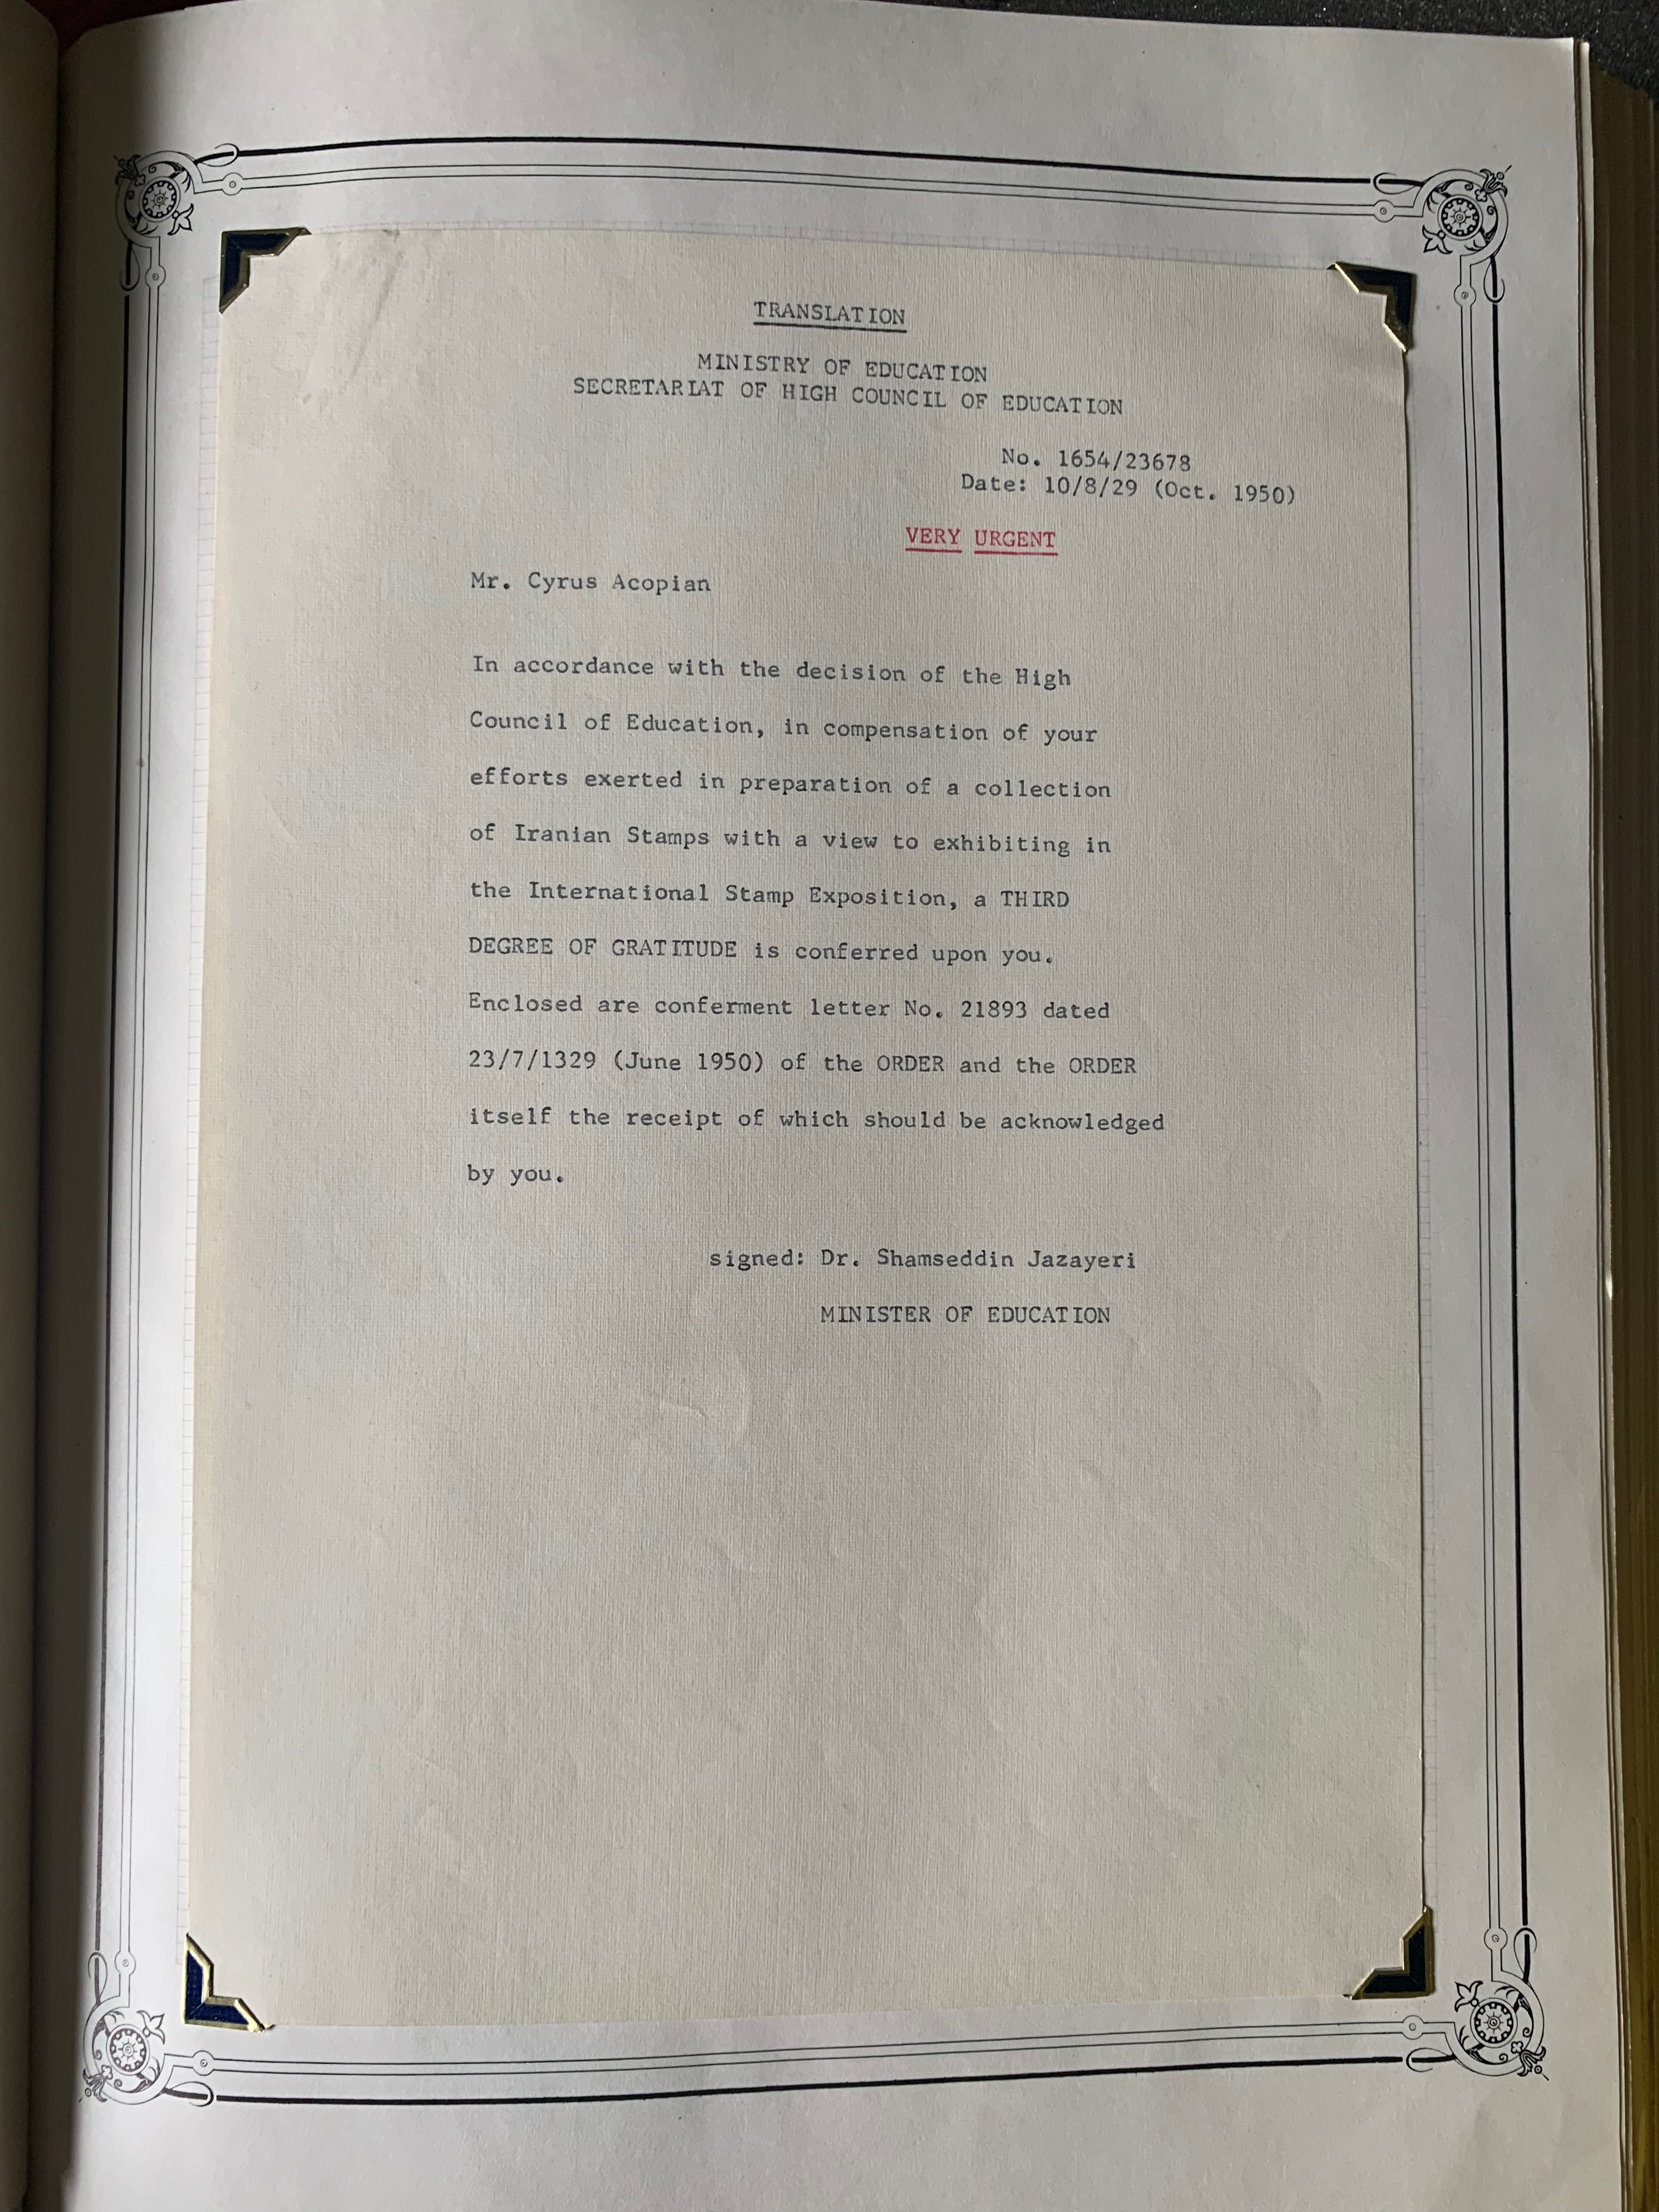 TRANSLATION
MINISTRY OF EDUCATION
SECRETARIAT OF HIGH COUNCIL OF EDUCATION
No. 1654/23678
Date: 10/8/29 (Oct. 1950)
VERY URGENT
Mr. Cyrus Acopian
In accordance with the decision of the High
Council of Education, in compensation of your
efforts exerted in preparation of a collection
of Iranian Stamps with a view to exhibiting in
the International Stamp Exposition, a THIRD
DEGREE OF GRATITUDE is conferred upon you.
Enclosed are conferment letter No. 21893 dated
23/7/1329 (June 1950) of the ORDER and the ORDER
itself the receipt of which should be acknowledged
by you.
signed: Dr. Shamseddin Jazayeri
MINISTER OF EDUCATION